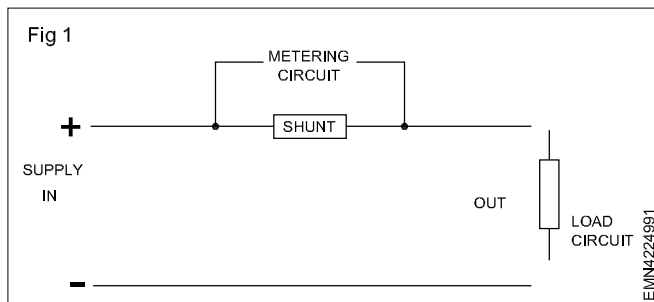 Fig 1
METERING
CIRCUIT
SHUNT
+
SUPPLY
IN
OUT
LOAD
CIRCUIT
-
EMN4224991